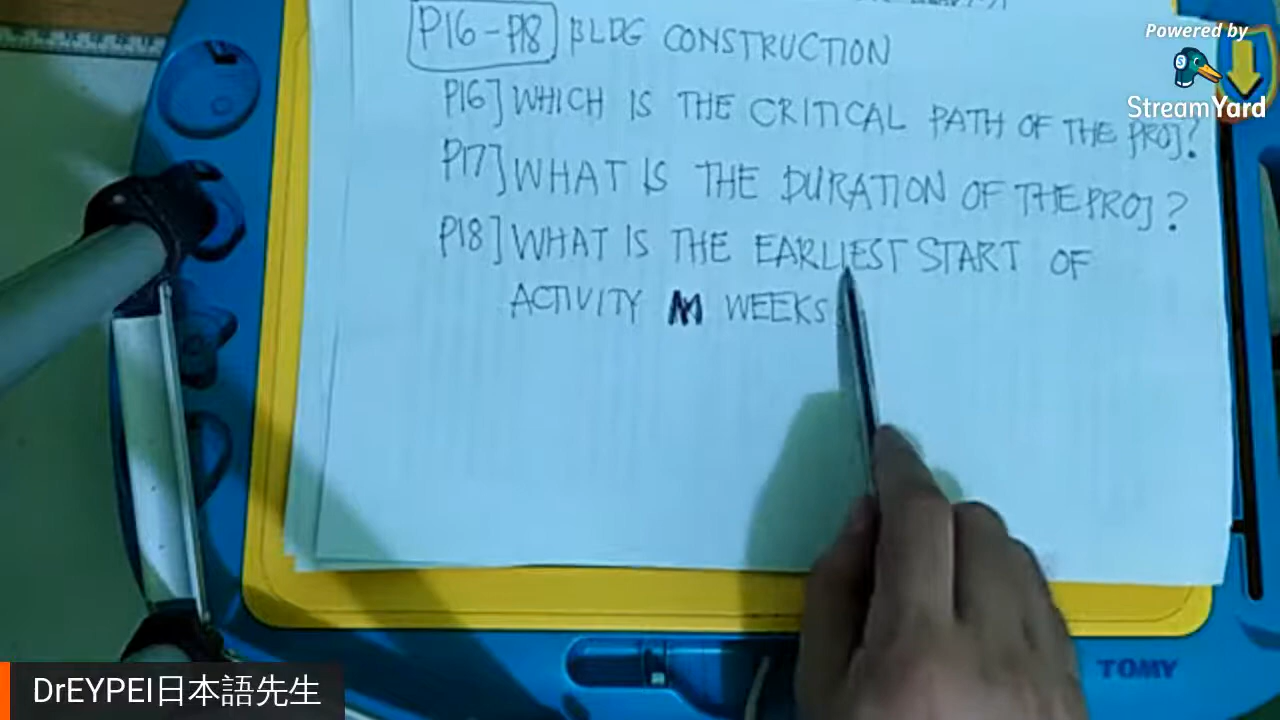 Powered by
StreamYard
P16-P18 BLDG CONSTRUCTION
P16] WHICH IS THE CRITICAL PATH OF THE PROJ?
P17] WHAT IS THE DURATION OF THE PROJ?
P18] WHAT IS THE EARLIEST START OF
ACTIVITY M WEEKS
TOMY
DrEYPEI日本語先生